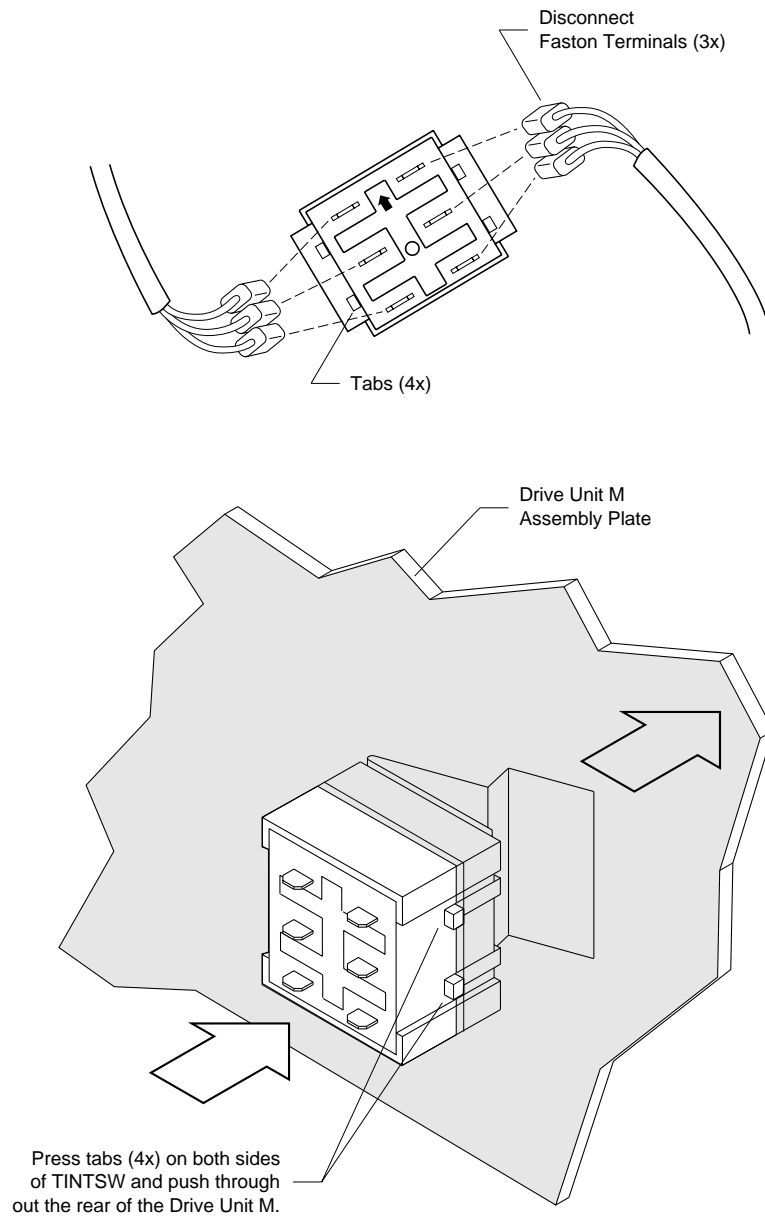 Disconnect
Faston Terminals (3x)
Tabs (4x)
Drive Unit M
Assembly Plate
Press tabs (4x) on both sides
of TINTSW and push through
out the rear of the Drive Unit M.